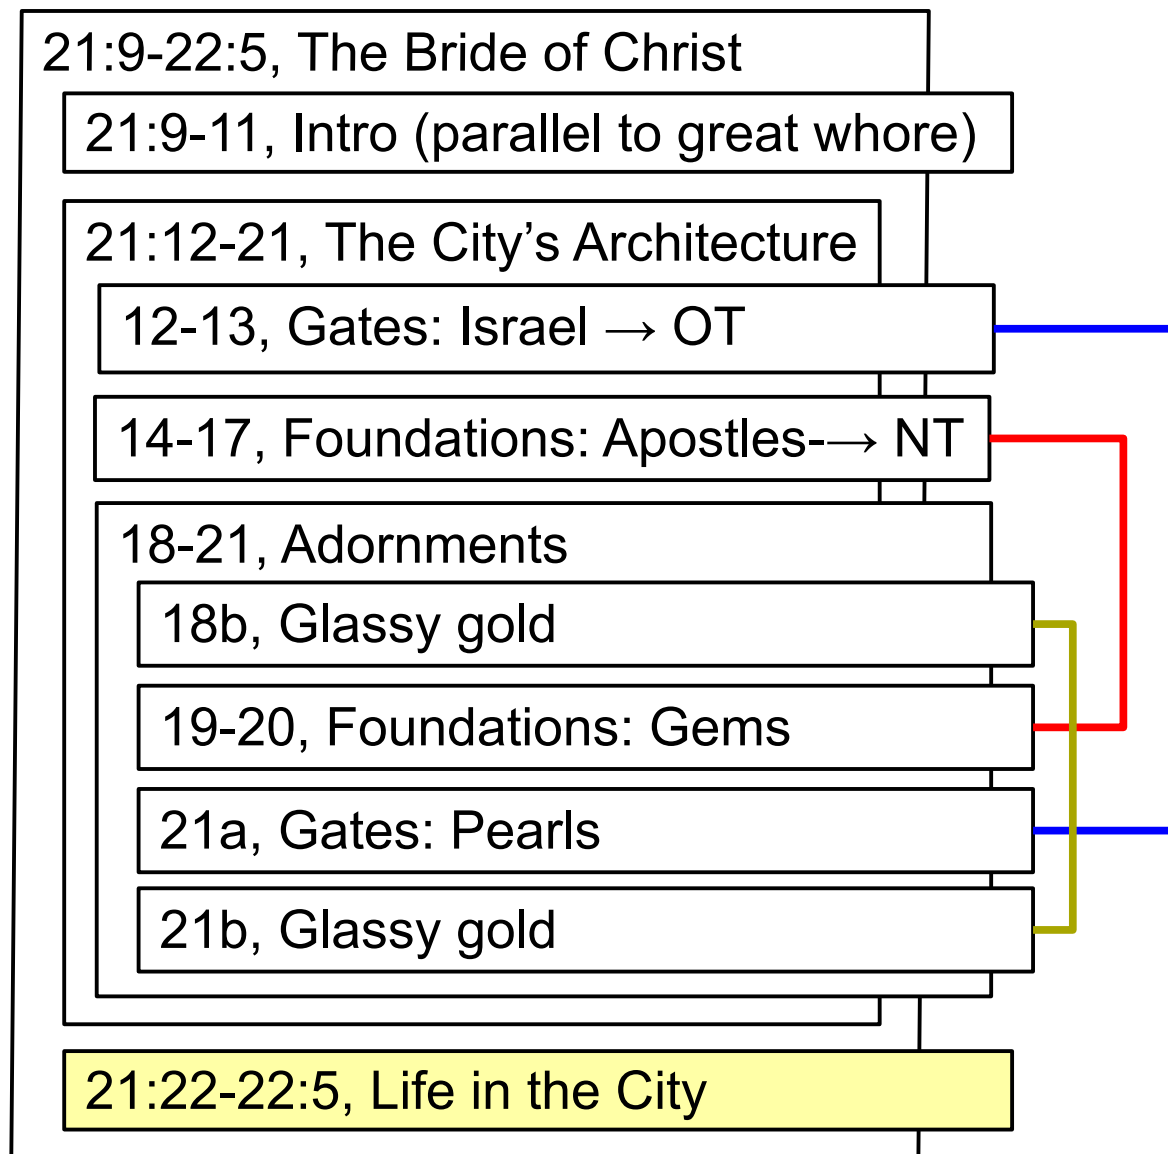 21:9-22:5, The Bride of Christ
21:9-11, Intro (parallel to great whore)
21:12-21, The City’s Architecture
12-13, Gates: Israel → OT
14-17, Foundations: Apostles-→ NT
18-21, Adornments
18b, Glassy gold
19-20, Foundations: Gems
21a, Gates: Pearls
21b, Glassy gold
21:22-22:5, Life in the City